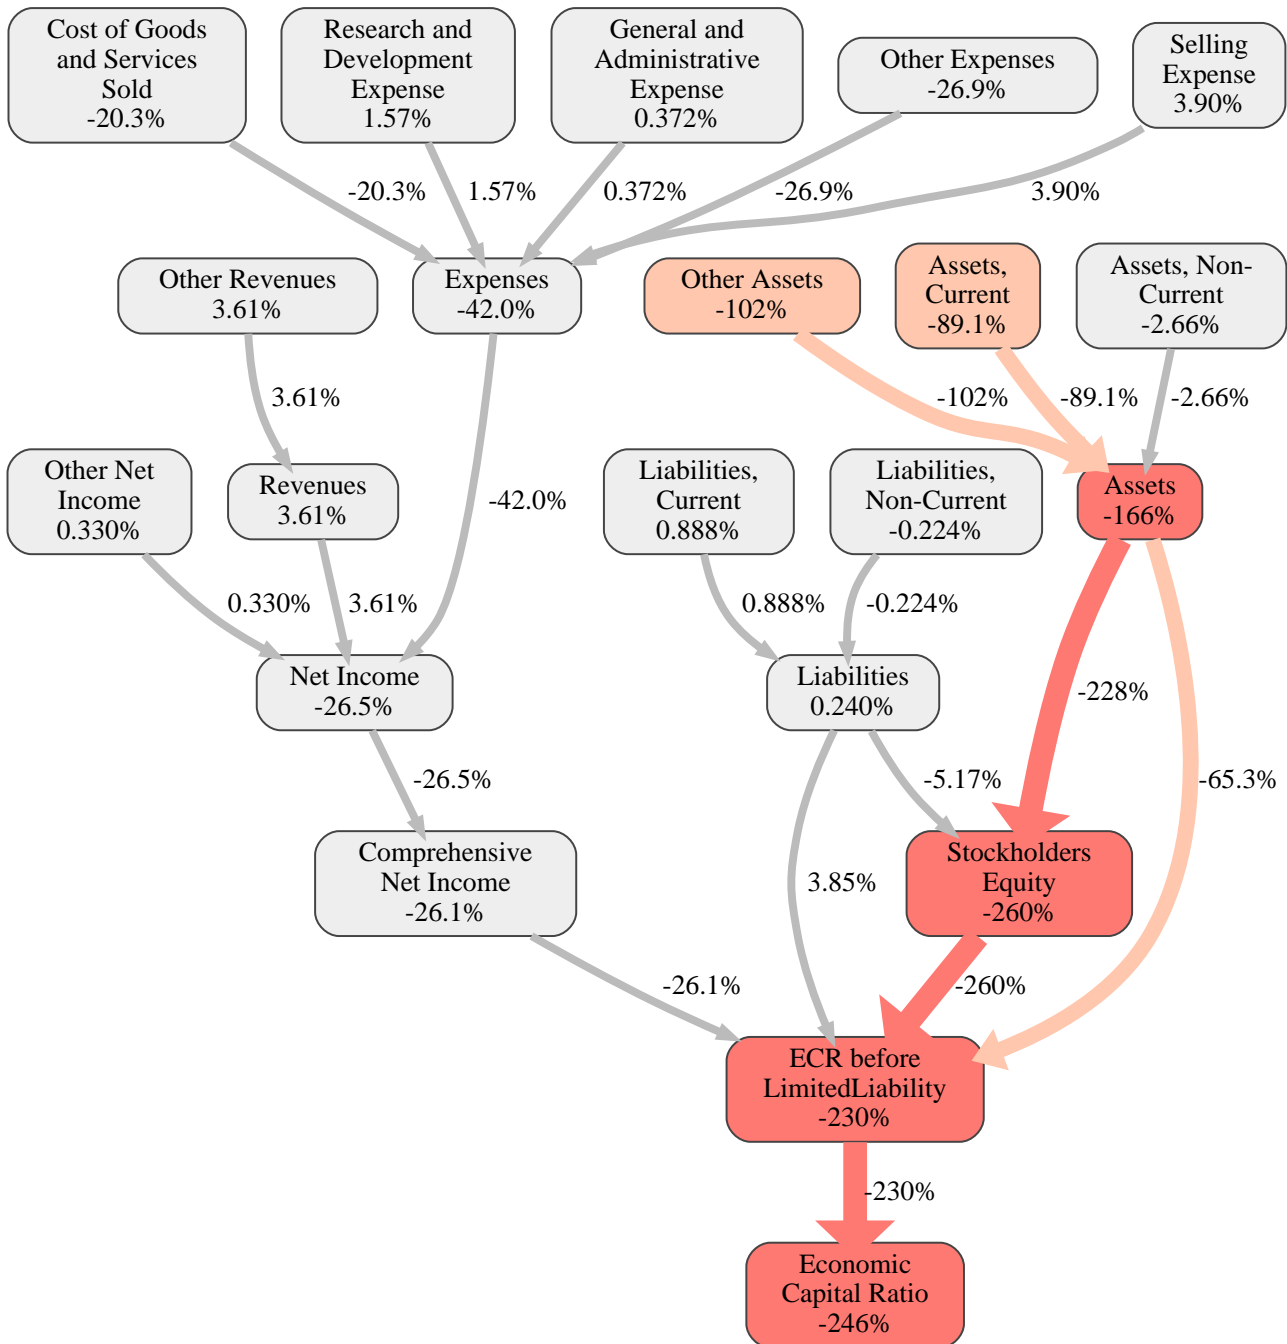 Cost of Goods
and Services
Sold
-20.3%
Research and
Development
Expense
1.57%
General and
Administrative
Expense
0.372%
Other Expenses
-26.9%
Selling
Expense
3.90%
-20.3%
1.57%
0.372%
-26.9%
3.90%
Other Revenues
3.61%
Expenses
-42.0%
Other Assets
-102%
Assets,
Current
-89.1%
Assets, Non-
Current
-2.66%
3.61%
-102%
-89.1%
-2.66%
Other Net
Income
0.330%
Revenues
3.61%
-42.0%
Liabilities,
Current
0.888%
Liabilities,
Non-Current
-0.224%
Assets
-166%
0.330%
3.61%
0.888%
-0.224%
Net Income
-26.5%
Liabilities
0.240%
-228%
-26.5%
-5.17%
-65.3%
Comprehensive
Net Income
-26.1%
3.85%
Stockholders
Equity
-260%
-26.1%
-260%
ECR before
LimitedLiability
-230%
-230%
Economic
Capital Ratio
-246%